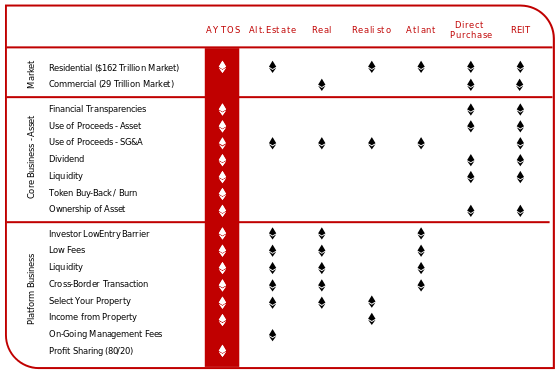 AYTOS Alt.Estate Real Realisto Atlant Direct Purchase REIT
Market
Residential ($162 Trillion Market)
Commercial (29 Trillion Market)
Core Business - Asset
Financial Transparencies
Use of Proceeds - Asset
Use of Proceeds - SG&A
Dividend
Liquidity
Token Buy-Back / Burn
Ownership of Asset
Platform Business
Investor LowEntry Barrier
Low Fees
Liquidity
Cross-Border Transaction
Select Your Property
Income from Property
On-Going Management Fees
Profit Sharing (80/20)